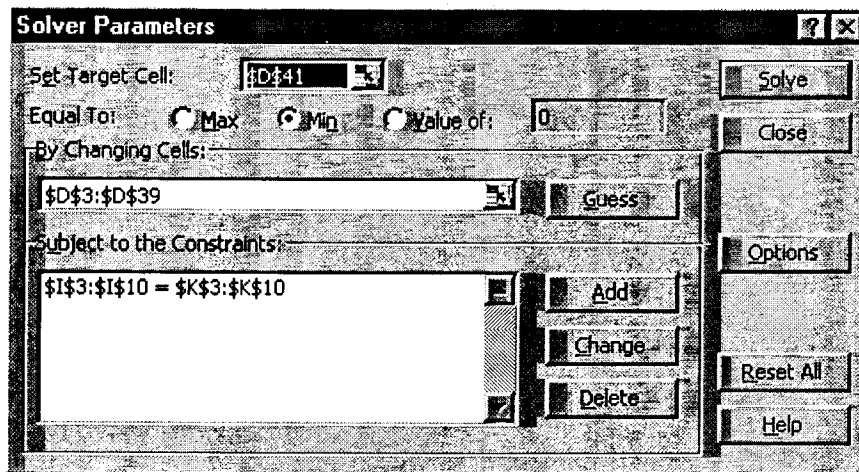 Solver Parameters
Set Target Cell: $D$41
Equal To: Max Min Value of: 0
By Changing Cells:
$D$3:$D$39
Guess
Subject to the Constraints:
$I$3:$I$10 = $K$3:$K$10
Add
Change
Delete
Solve
Close
Options
Reset All
Help